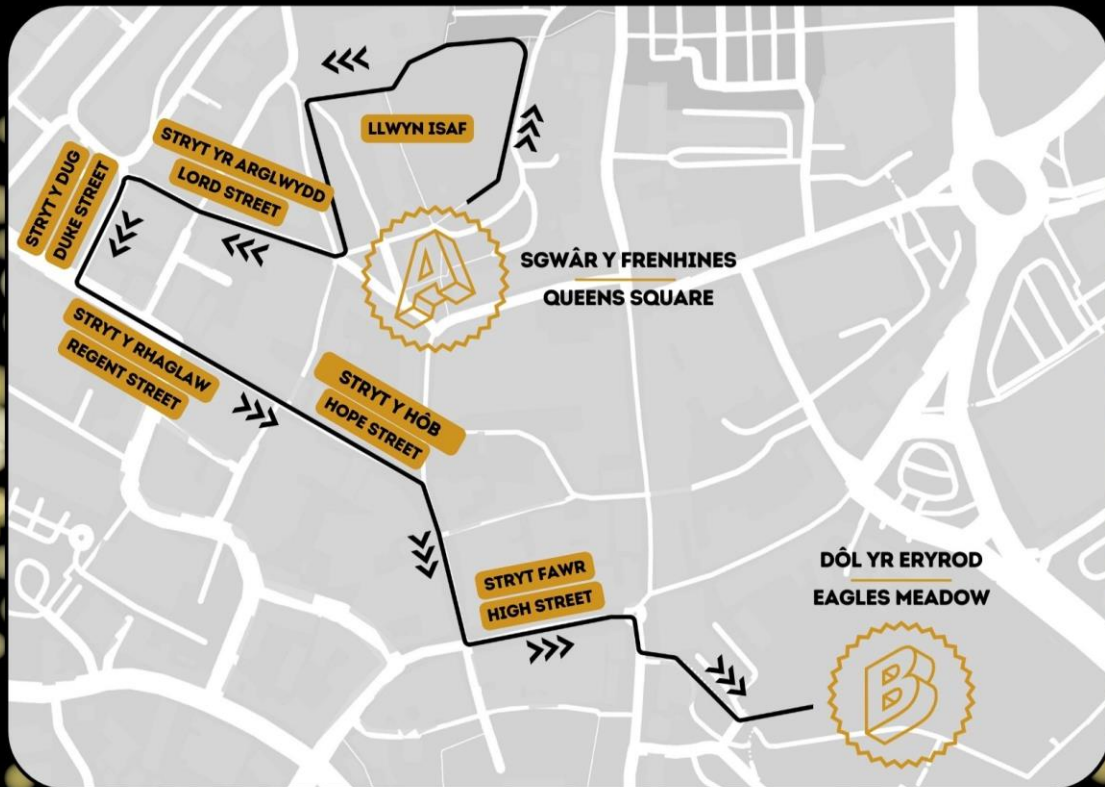 LLWYN ISAF
STRYT YR ARGLWYDD
LORD STREET
STRYT Y DUG
DUKE STREET
A
SGWÂR Y FRENHINES
QUEENS SQUARE
STRYT Y RHAGLAW
REGENT STREET
STRYT Y HÔB
HOPE STREET
STRYT FAWR
HIGH STREET
DÔL YR ERYROD
EAGLES MEADOW
B